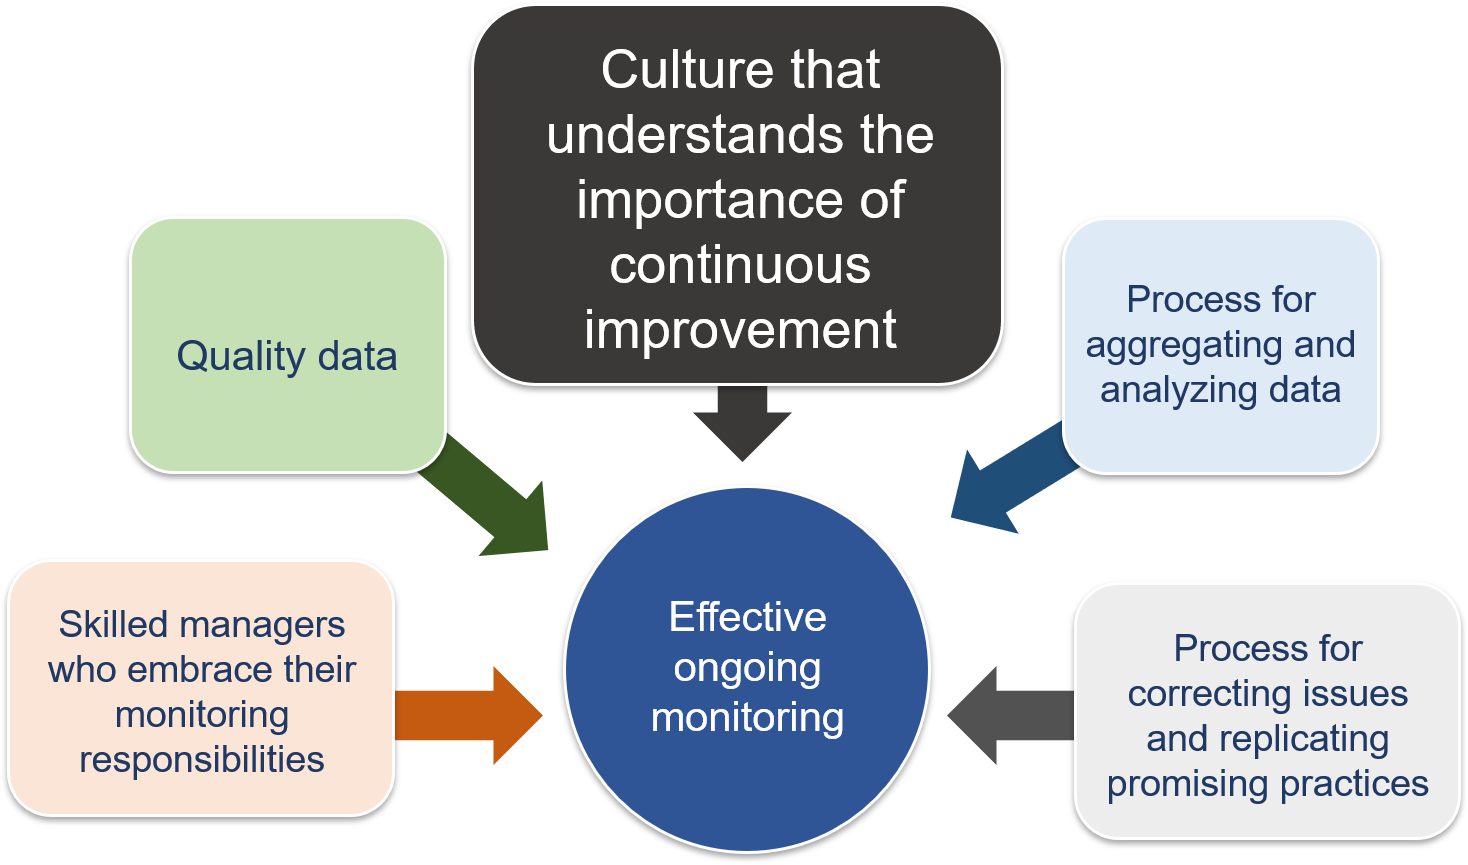 Culture that
understands the
importance of
continuous
improvement
Quality data
Process for
aggregating and
analyzing data
Skilled managers
who embrace their
monitoring
responsibilities
Effective
ongoing
monitoring
Process for
correcting issues
and replicating
promising practices